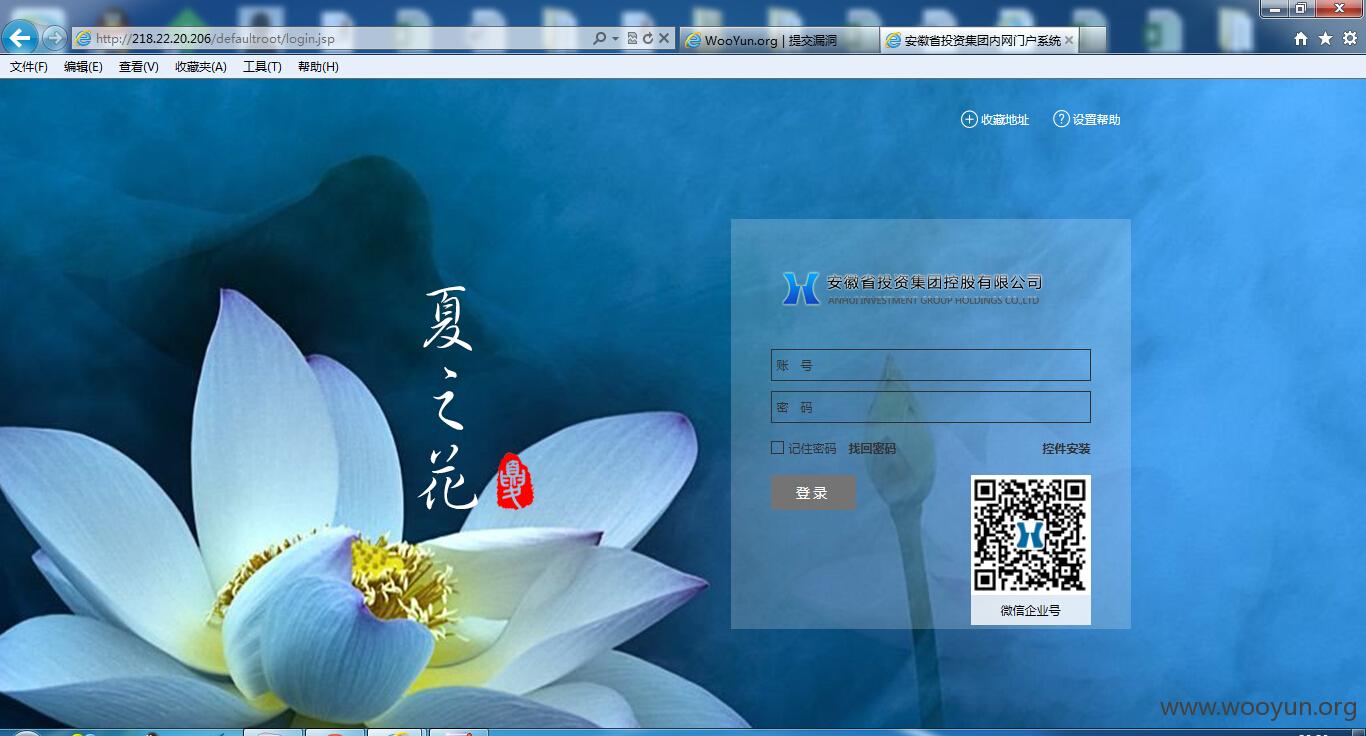 http://218.22.20.206/defaultroot/login.jsp
WooYun.org | 提交漏洞
安徽省投资集团内网门户系统
文件(F) 编辑(E) 查看(V) 收藏夹(A) 工具(T) 帮助(H)
收藏地址 设置帮助
夏之花
夏
安徽省投资集团控股有限公司
ANHUI INVESTMENT GROUP HOLDINGS CO.,LTD
账 号
密 码
记住密码 找回密码 控件安装
登录
微信企业号
www.wooyun.org